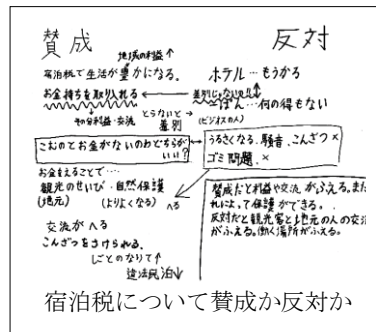 賛成
地域の利益↑
宿泊税で生活が豊かになる。
お金持ちを取り入れる
→その分利益・交流
とらないと差別
こむのとお金がないのわどちらがいい?
お金をまえることで‥‥
観光のせいび・自然保護
(地元) (よりよくなる) へる
交流がへる
こんざつをさけられる。
しごとのなりて↑
違法民泊↓
反対
ホテル…もうかる
差別じゃないの?!
ぱん…何の得もない
(ビジネスの人)
うるさくなる、騒音、こんざつ×
ゴミ問題、×
賛成だと利益や交流がふえる。また
れによって保護ができる。
反対だと観光客と地元の人の交流
がふえる。働く場所がふえる。
宿泊税について賛成か反対か